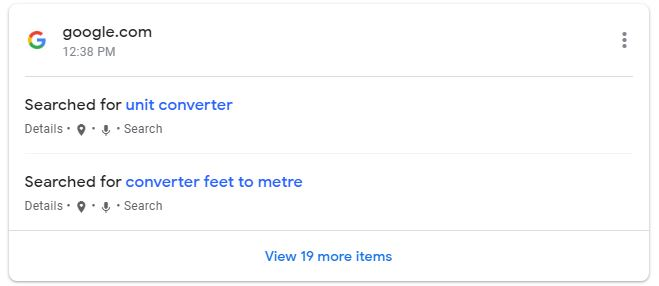 google.com
12:38 PM
Searched for unit converter
Details • • • Search
Searched for converter feet to metre
Details • • • Search
View 19 more items